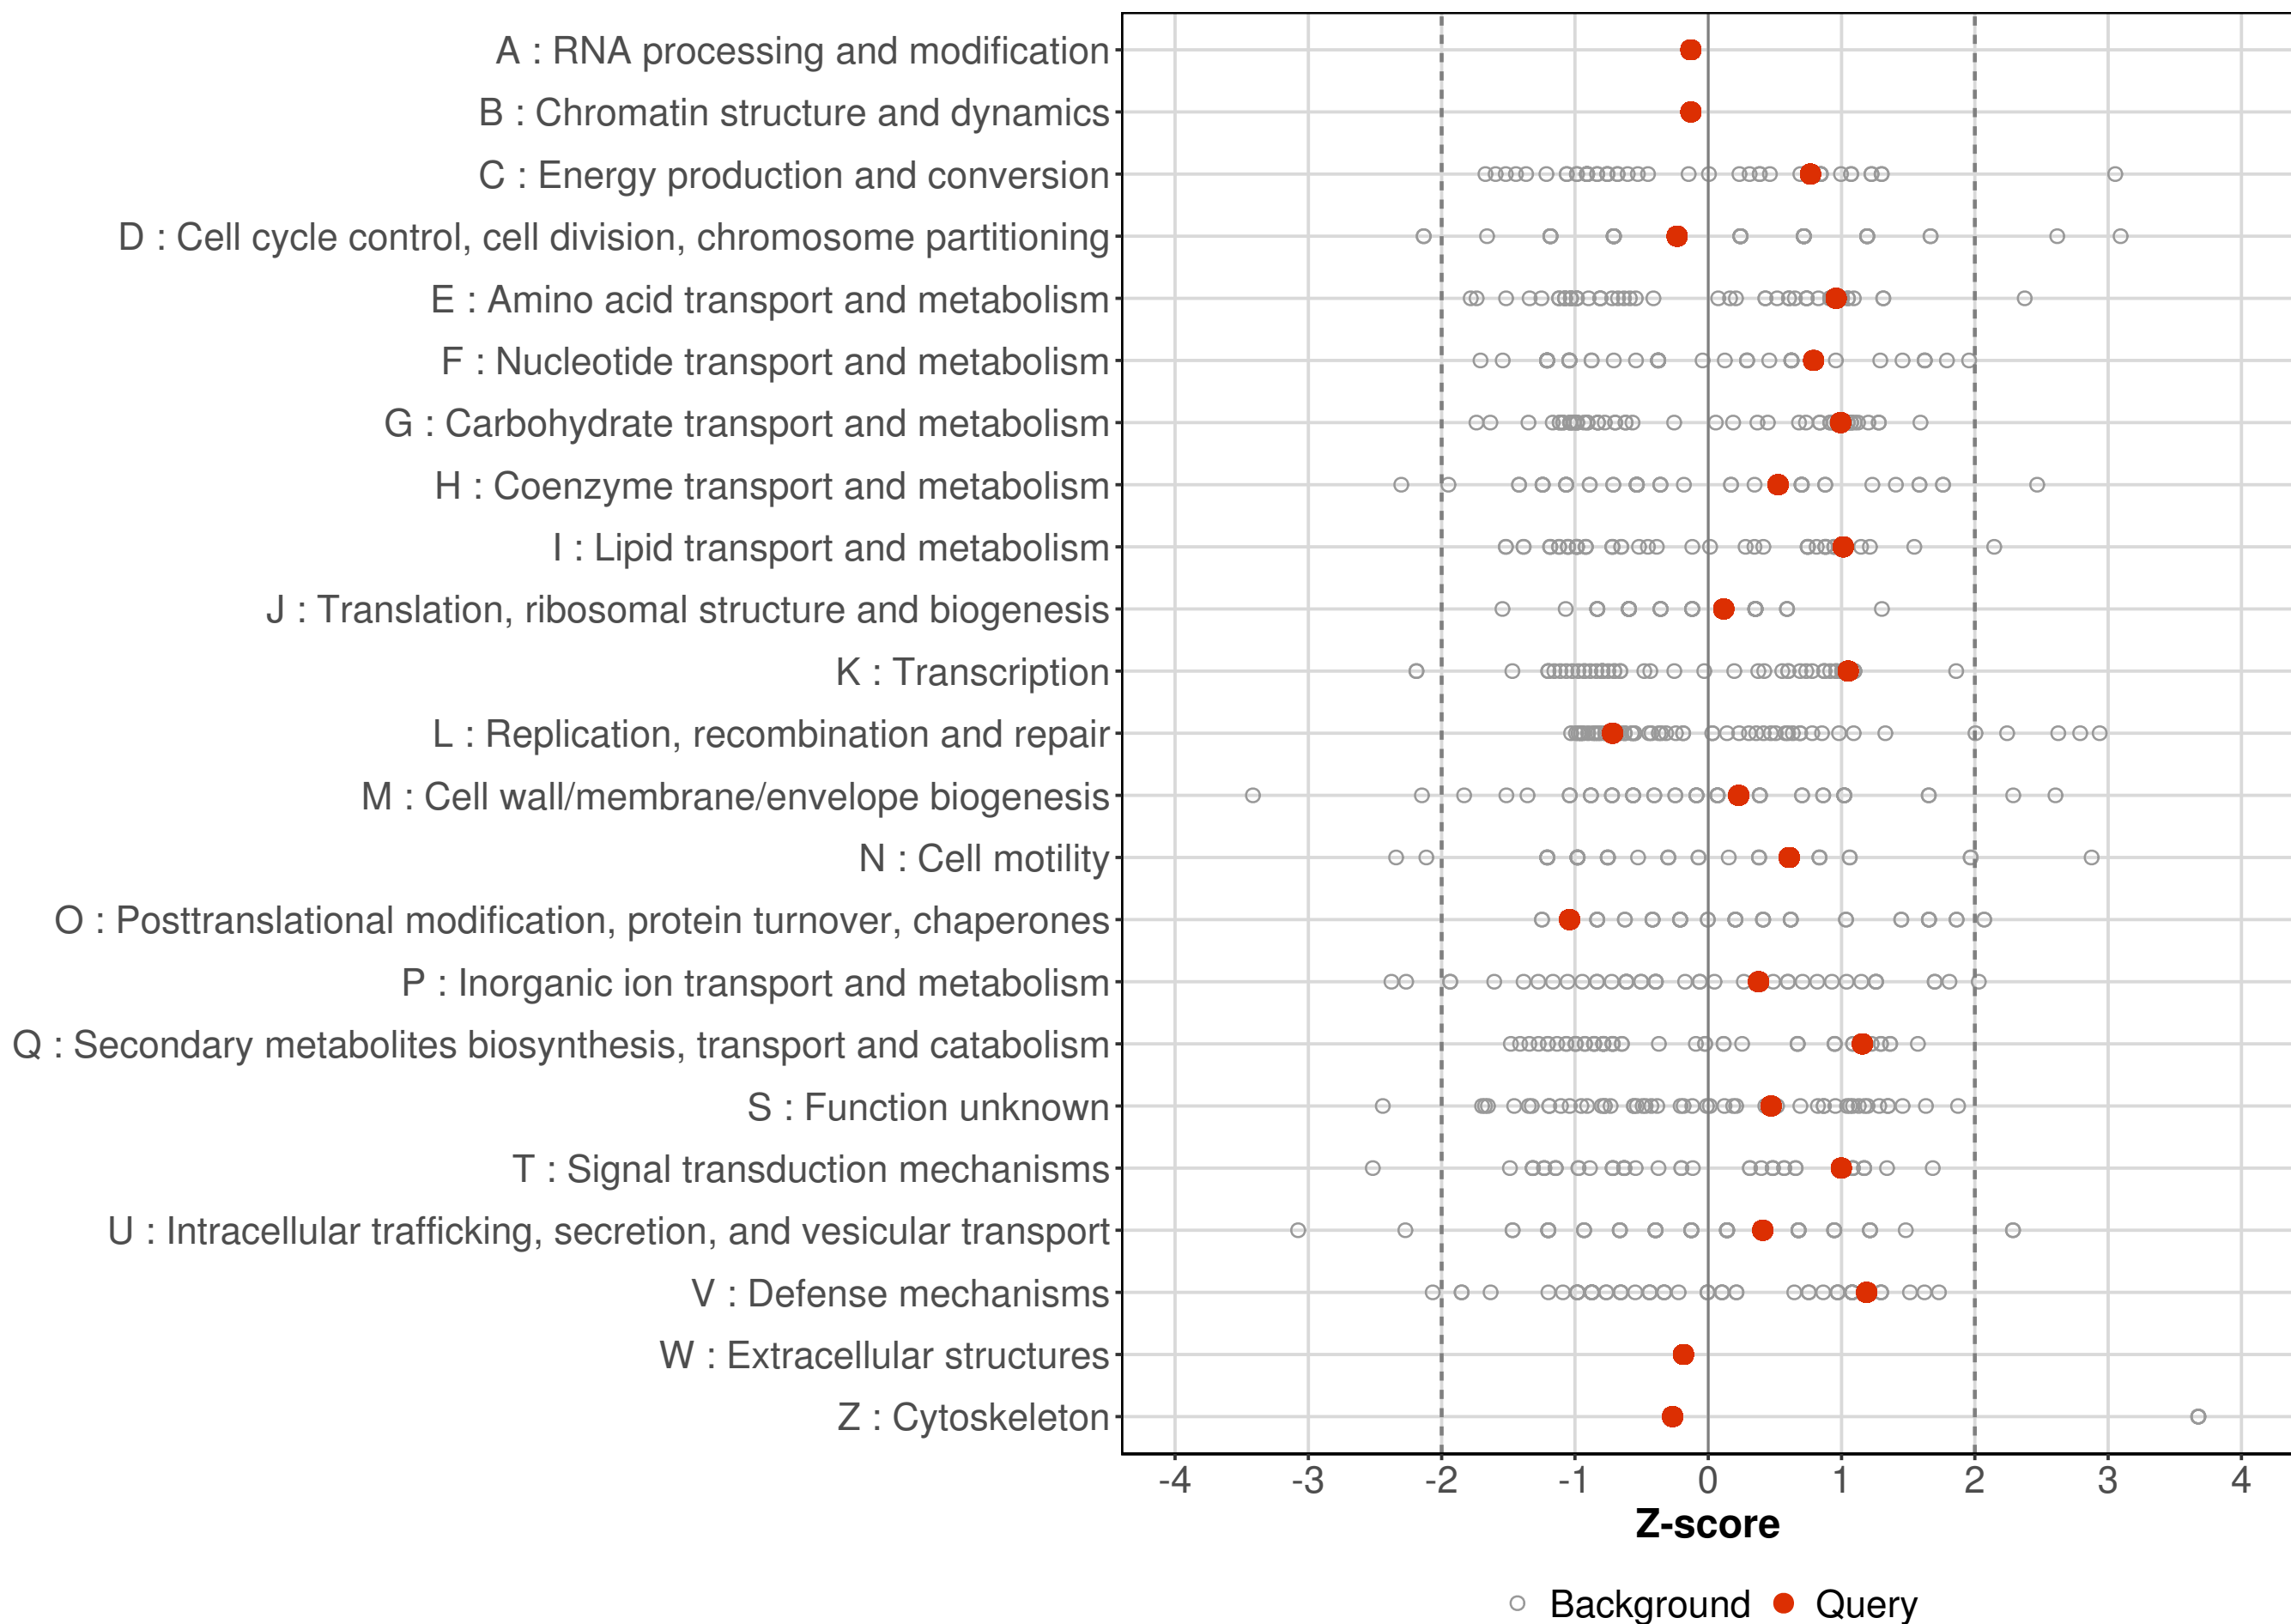 A : RNA processing and modification
B : Chromatin structure and dynamics
C : Energy production and conversion
D : Cell cycle control, cell division, chromosome partitioning
E : Amino acid transport and metabolism
F : Nucleotide transport and metabolism
G : Carbohydrate transport and metabolism
H : Coenzyme transport and metabolism
I : Lipid transport and metabolism
J : Translation, ribosomal structure and biogenesis
K : Transcription
L : Replication, recombination and repair
M : Cell wall/membrane/envelope biogenesis
N : Cell motility
O : Posttranslational modification, protein turnover, chaperones
P : Inorganic ion transport and metabolism
Q : Secondary metabolites biosynthesis, transport and catabolism
S : Function unknown
T : Signal transduction mechanisms
U : Intracellular trafficking, secretion, and vesicular transport
V : Defense mechanisms
W : Extracellular structures
Z : Cytoskeleton
-4 -3 -2 -1 0 1 2 3 4
Z-score
Background Query